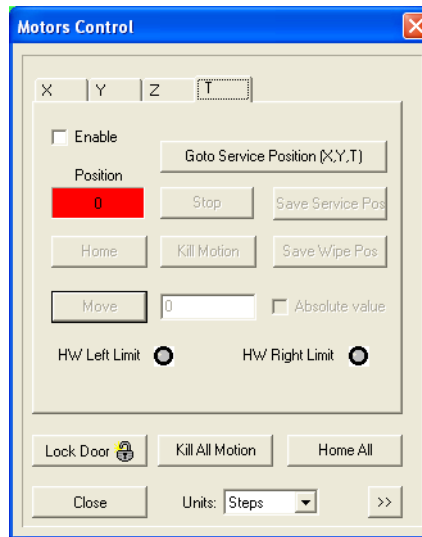 Motors Control
X Y Z T
Enable
Goto Service Position (X,Y,T)
Position
0 Stop Save Service Pos
Home Kill Motion Save Wipe Pos
Move 0 Absolute value
HW Left Limit HW Right Limit
Lock Door Kill All Motion Home All
Close Units: Steps >>